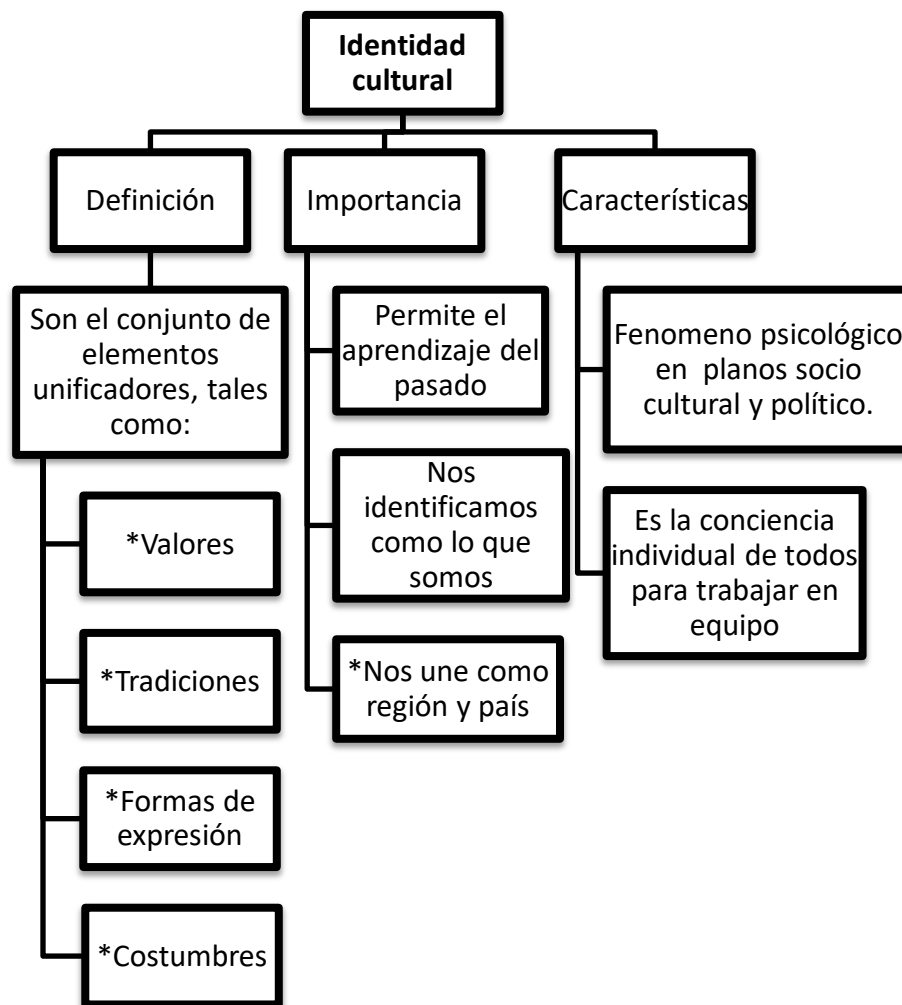 Identidad
cultural
Definición
Importancia
Característícas
Son el conjunto de
elementos
unificadores, tales
como:
*Valores
*Tradiciones
*Formas de
expresión
*Costumbres
Permite el
aprendizaje del
pasado
Nos
identificamos
como lo que
somos
*Nos une como
región y país
Fenomeno psicológico
en planos socio
cultural y político.
Es la conciencia
individual de todos
para trabajar en
equipo